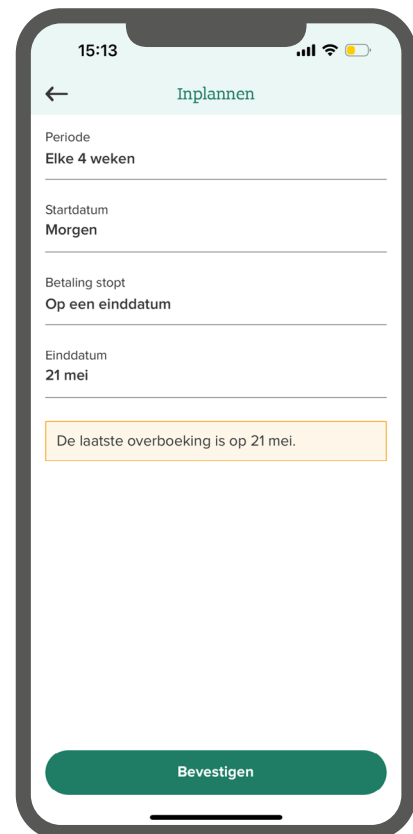 15:13
Inplannen
Periode
Elke 4 weken
Startdatum
Morgen
Betaling stopt
Op een einddatum
Einddatum
21 mei
De laatste overboeking is op 21 mei.
Bevestigen